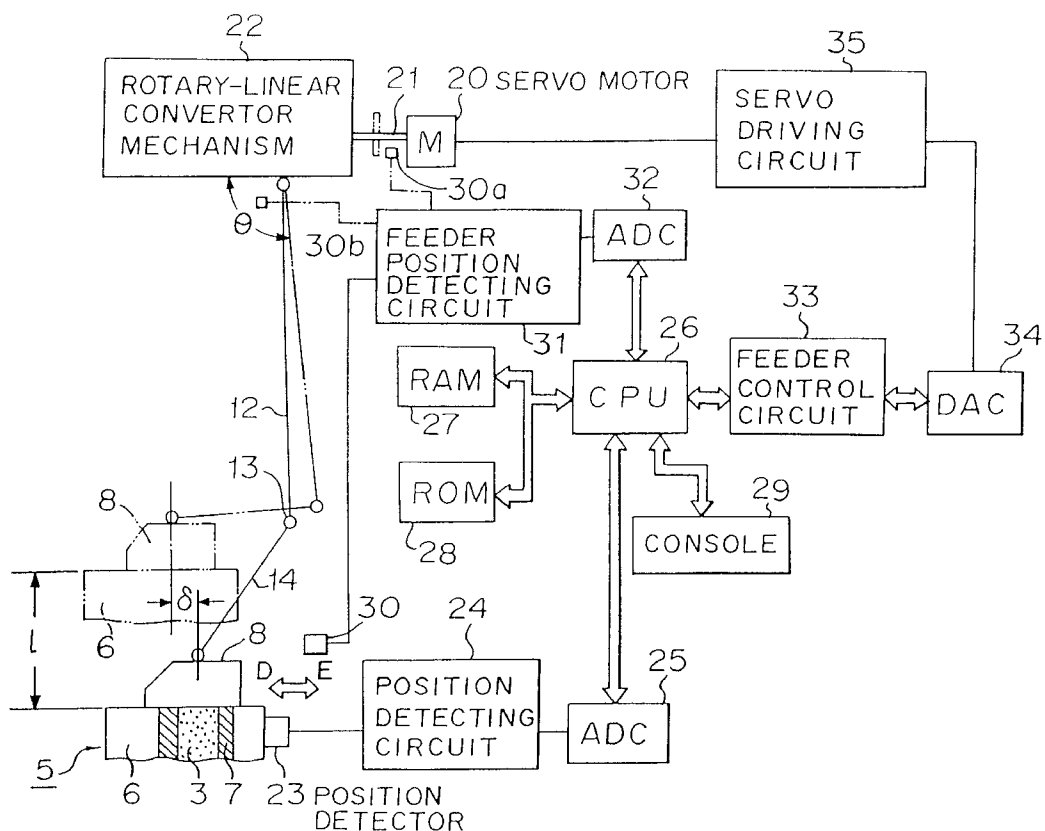 22
35
ROTARY-LINEAR
CONVERTOR
MECHANISM
21
20 SERVO MOTOR
M
SERVO
DRIVING
CIRCUIT
30a
32
θ
30b
FEEDER
POSITION
DETECTING
CIRCUIT
ADC
31
26
33
34
RAM
27
CPU
FEEDER
CONTROL
CIRCUIT
DAC
12
13
ROM
28
29
CONSOLE
8
14
δ
6
l
30
24
8
D
E
25
POSITION
DETECTING
CIRCUIT
ADC
5
6
3
7
23 POSITION
DETECTOR